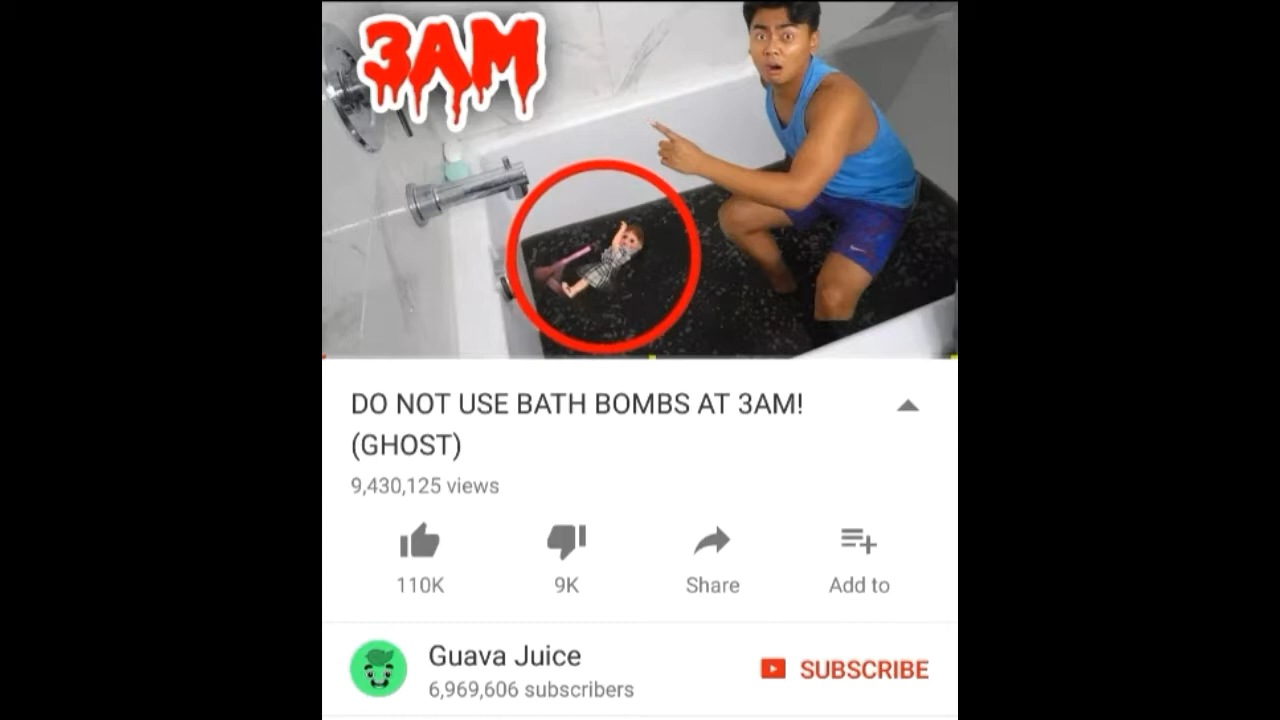 3AM
DO NOT USE BATH BOMBS AT 3AM!
(GHOST)
9,430,125 views
110K
9K
Share
Add to
Guava Juice
6,969,606 subscribers
SUBSCRIBE